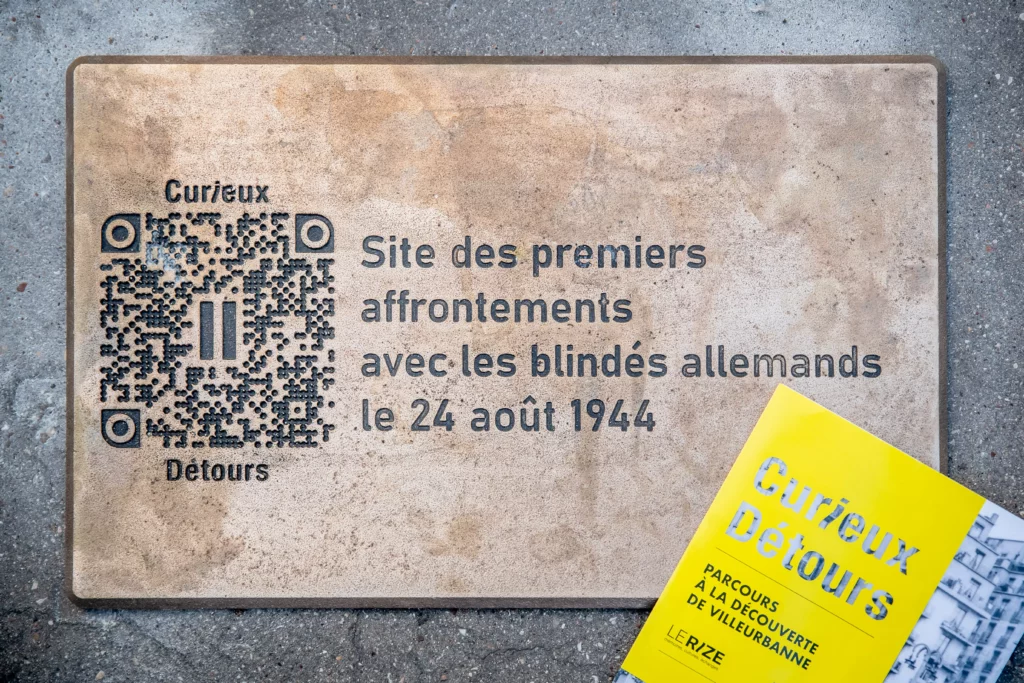 Curieux
Détours
Site des premiers
affrontements
avec les blindés allemands
le 24 août 1944
Curieux
Détours
PARCOURS
À LA DÉCOUVERTE
DE VILLEURBANNE
LE RIZE